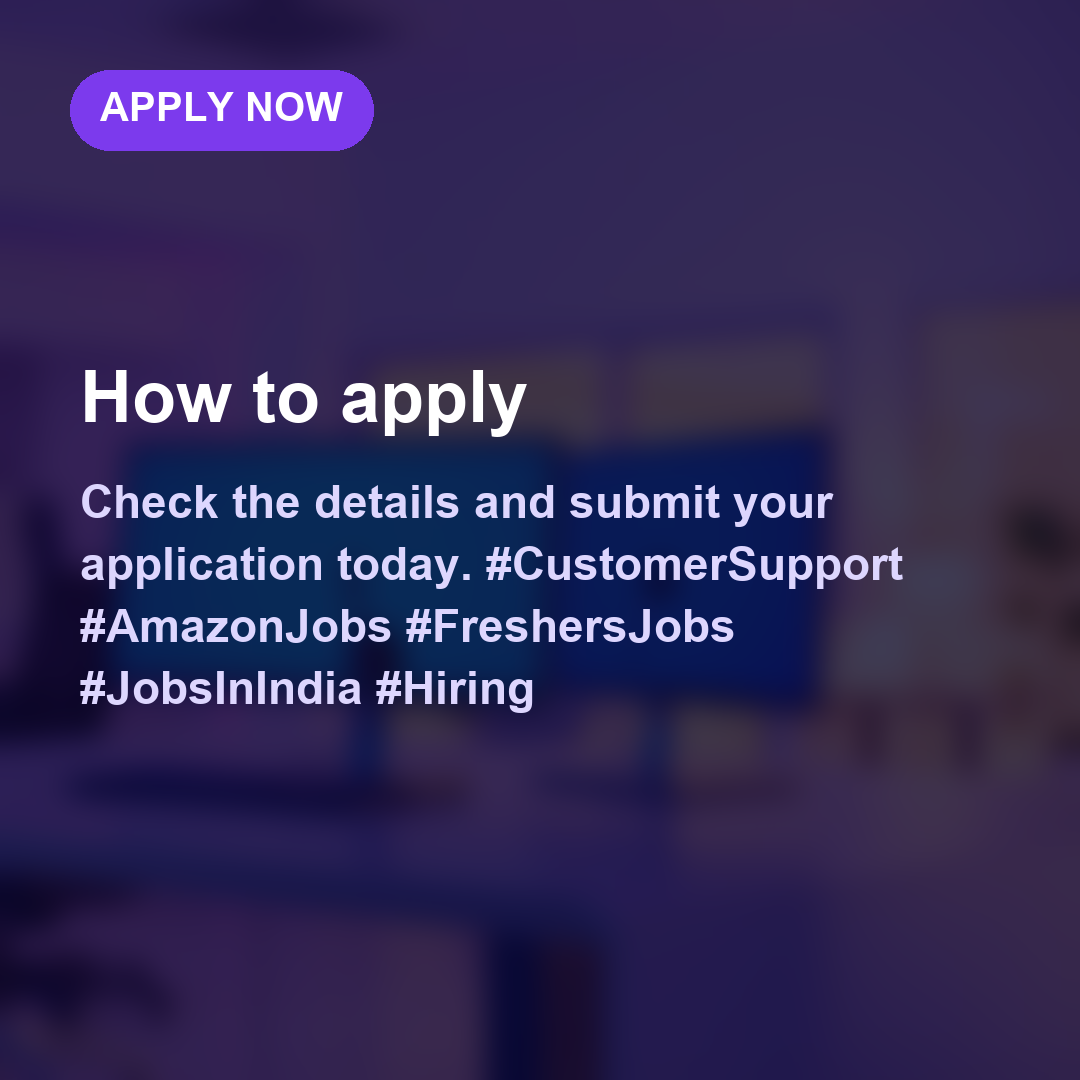 APPLY NOW
How to apply
Check the details and submit your
application today. #CustomerSupport
#AmazonJobs #FreshersJobs
#JobsInIndia #Hiring